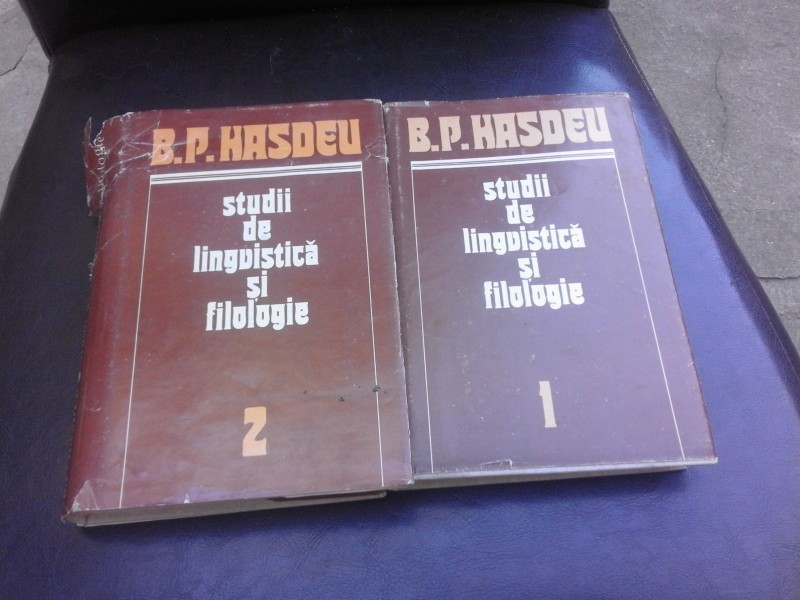 B.P. HASDEU
studii
de
lingvistică
și
filologie
2
B.P. HASDEU
studii
de
lingvistică
și
filologie
1